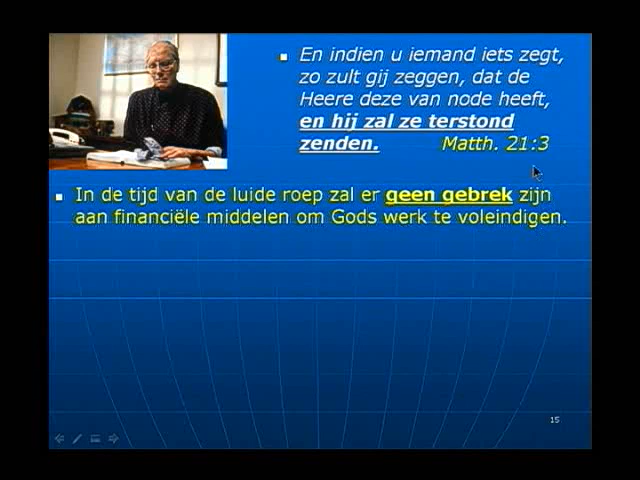 En indien u iemand iets zegt,
zo zult gij zeggen, dat de
Heere deze van node heeft,
en hij zal ze terstond
zenden. Matth. 21:3
In de tijd van de luide roep zal er geen gebrek zijn
aan financiële middelen om Gods werk te voleindigen.
15